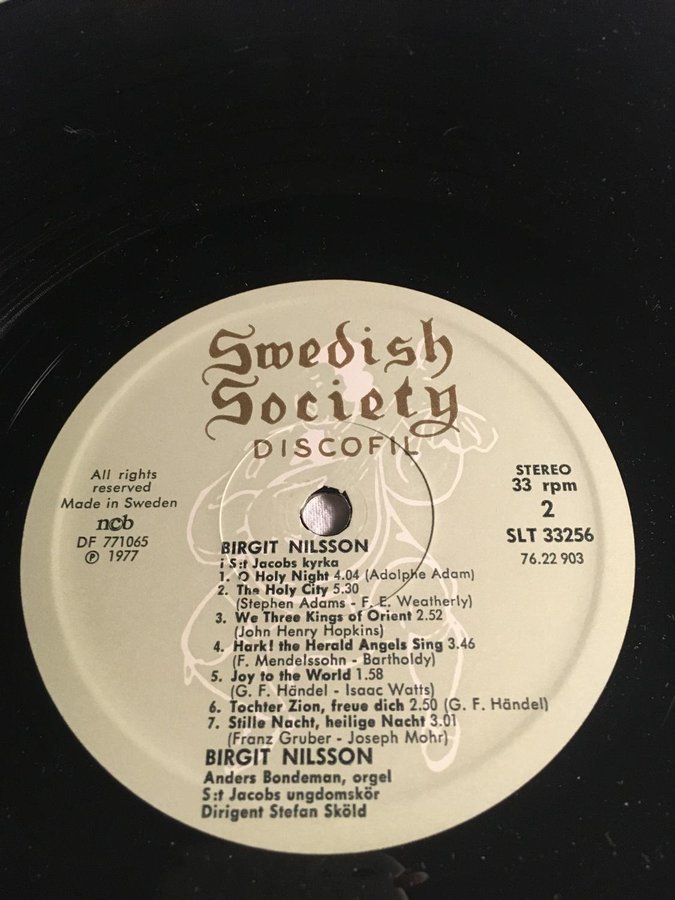 Swedish
Society
DISCOFIL
All rights
reserved
Made in Sweden
ncb
DF 771065
Ⓟ 1977
STEREO
33 rpm
2
SLT 33256
76.22 903
BIRGIT NILSSON
i S:t Jacobs kyrka
1. O Holy Night 4.04 (Adolphe Adam)
2. The Holy City 5.30
(Stephen Adams - F. E. Weatherly)
3. We Three Kings of Orient 2.52
(John Henry Hopkins)
4. Hark! the Herald Angels Sing 3.46
(F. Mendelssohn - Bartholdy)
5. Joy to the World 1.58
(G. F. Händel - Isaac Watts)
6. Tochter Zion, freue dich 2.50 (G. F. Händel)
7. Stille Nacht, heilige Nacht 3.01
(Franz Gruber - Joseph Mohr)
BIRGIT NILSSON
Anders Bondeman, orgel
S:t Jacobs ungdomskör
Dirigent Stefan Sköld